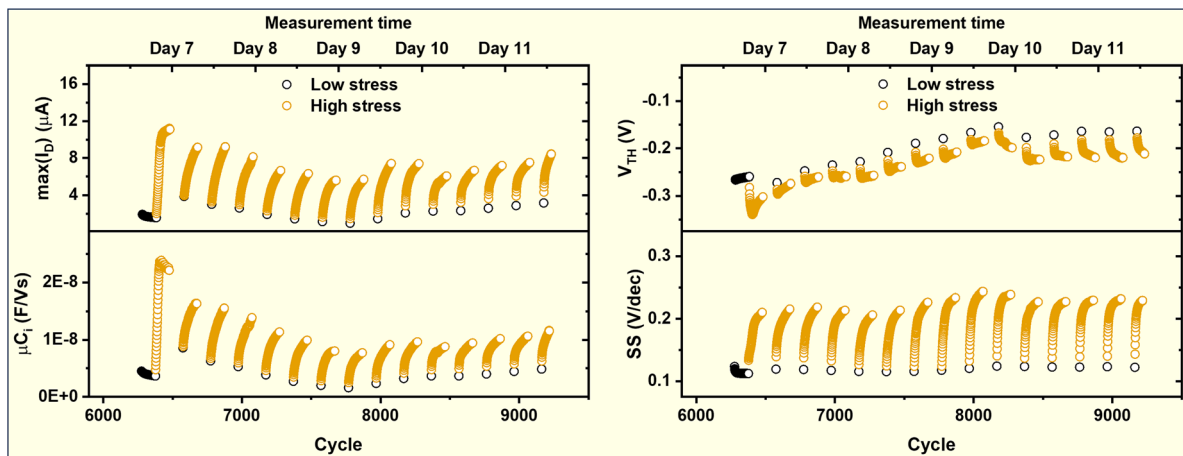 Measurement time
Day 7 Day 8 Day 9 Day 10 Day 11
16
12
8
4
max(I_D) (μA)
Low stress
High stress
2E-8
1E-8
0E+0
μC_i (F/Vs)
6000 7000 8000 9000
Cycle
Measurement time
Day 7 Day 8 Day 9 Day 10 Day 11
-0.1
-0.2
-0.3
V_TH (V)
Low stress
High stress
0.3
0.2
0.1
SS (V/dec)
6000 7000 8000 9000
Cycle